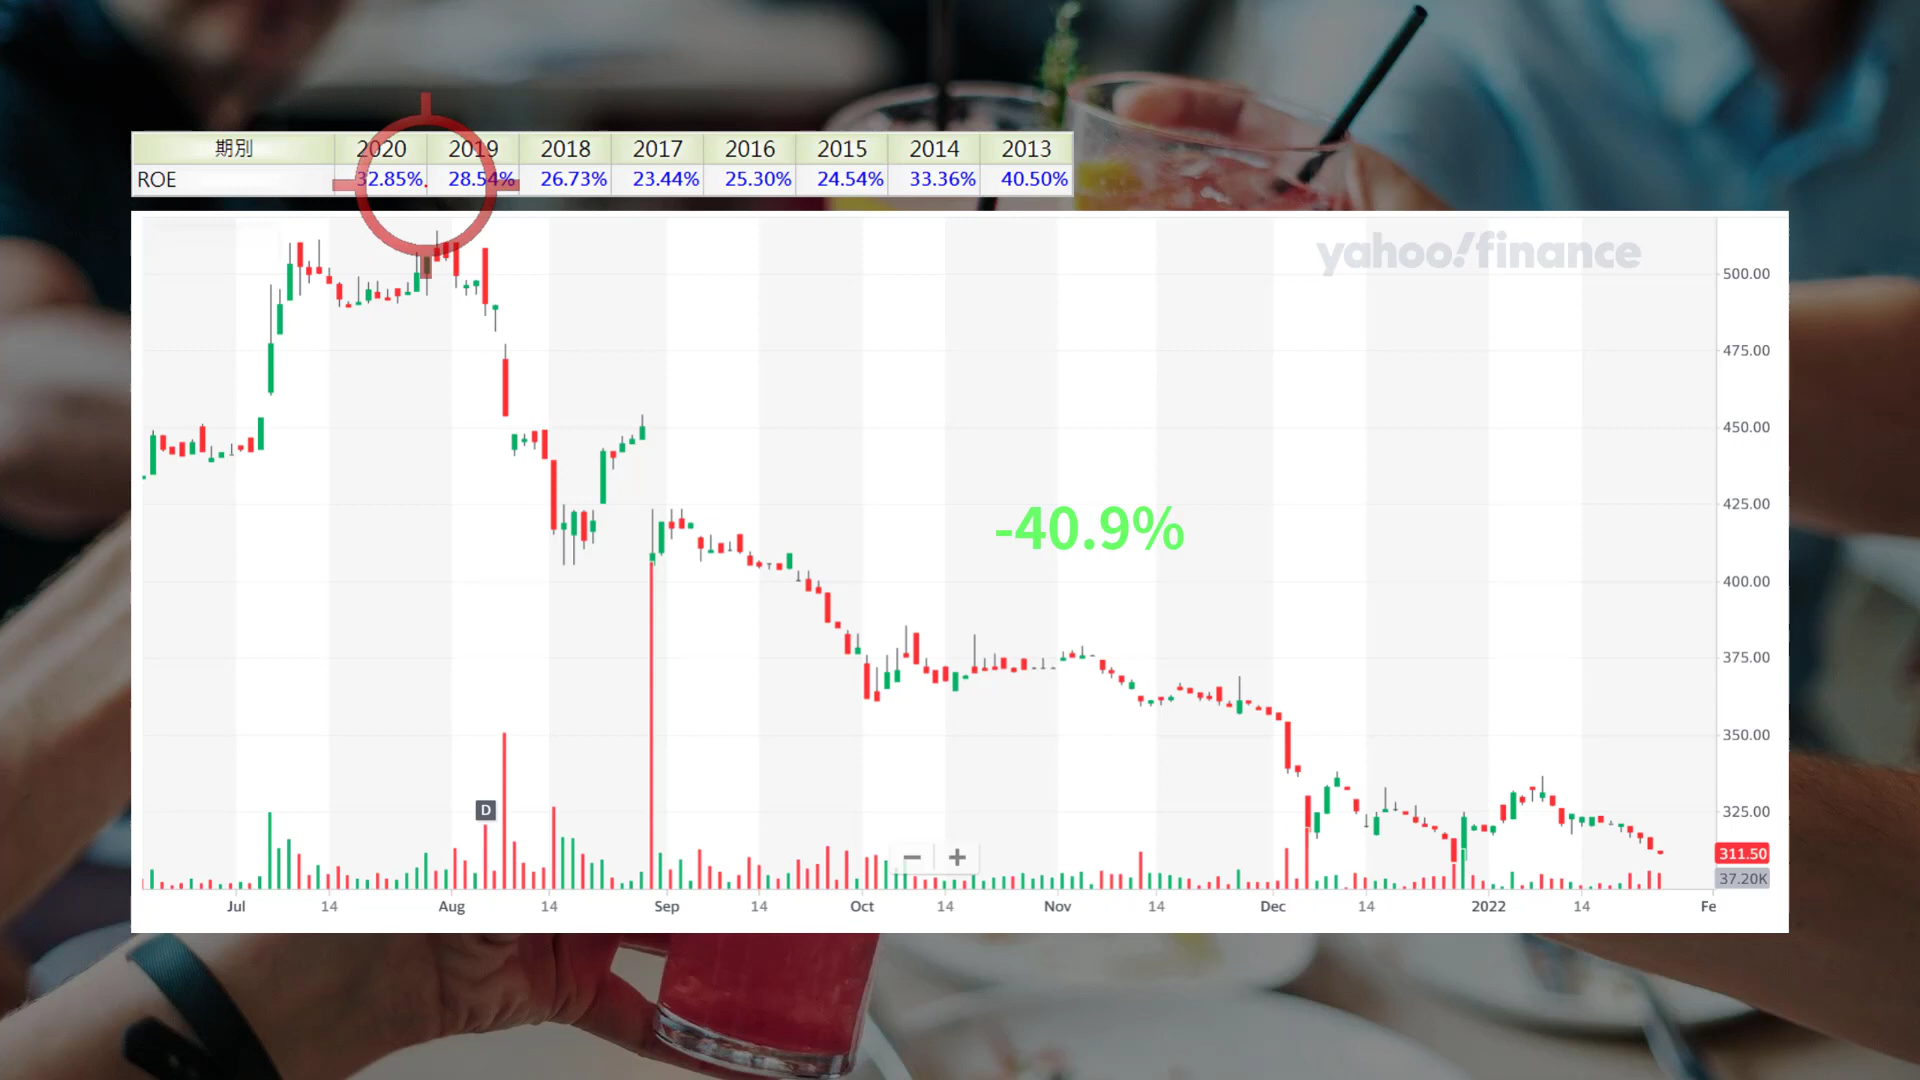 期別 2020 2019 2018 2017 2016 2015 2014 2013
ROE 32.85% 28.54% 26.73% 23.44% 25.30% 24.54% 33.36% 40.50%
yahoo!finance
500.00
475.00
450.00
425.00
-40.9%
400.00
375.00
350.00
325.00
D
311.50
37.20K
Jul 14 Aug 14 Sep 14 Oct 14 Nov 14 Dec 14 2022 14 Fe